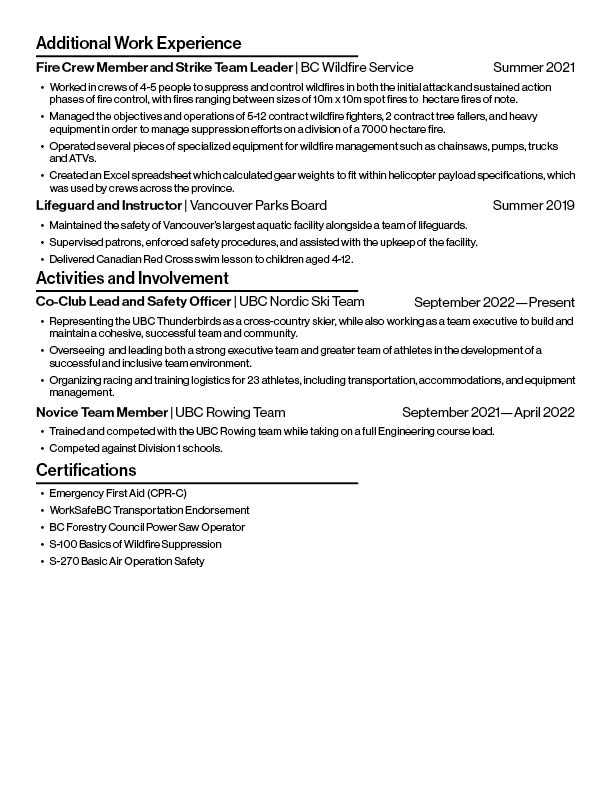 Additional Work Experience
Fire Crew Member and Strike Team Leader | BC Wildfire Service Summer 2021
• Worked in crews of 4-5 people to suppress and control wildfires in both the initial attack and sustained action
phases of fire control, with fires ranging between sizes of 10m x 10m spot fires to hectare fires of note.
• Managed the objectives and operations of 5-12 contract wildfire fighters, 2 contract tree fallers, and heavy
equipment in order to manage suppression efforts on a division of a 7000 hectare fire.
• Operated several pieces of specialized equipment for wildfire management such as chainsaws, pumps, trucks
and ATVs.
• Created an Excel spreadsheet which calculated gear weights to fit within helicopter payload specifications, which
was used by crews across the province.
Lifeguard and Instructor | Vancouver Parks Board Summer 2019
• Maintained the safety of Vancouver's largest aquatic facility alongside a team of lifeguards.
• Supervised patrons, enforced safety procedures, and assisted with the upkeep of the facility.
• Delivered Canadian Red Cross swim lesson to children aged 4-12.
Activities and Involvement
Co-Club Lead and Safety Officer | UBC Nordic Ski Team September 2022—Present
• Representing the UBC Thunderbirds as a cross-country skier, while also working as a team executive to build and
maintain a cohesive, successful team and community.
• Overseeing and leading both a strong executive team and greater team of athletes in the development of a
successful and inclusive team environment.
• Organizing racing and training logistics for 23 athletes, including transportation, accommodations, and equipment
management.
Novice Team Member | UBC Rowing Team September 2021—April 2022
• Trained and competed with the UBC Rowing team while taking on a full Engineering course load.
• Competed against Division 1 schools.
Certifications
• Emergency First Aid (CPR-C)
• WorkSafeBC Transportation Endorsement
• BC Forestry Council Power Saw Operator
• S-100 Basics of Wildfire Suppression
• S-270 Basic Air Operation Safety